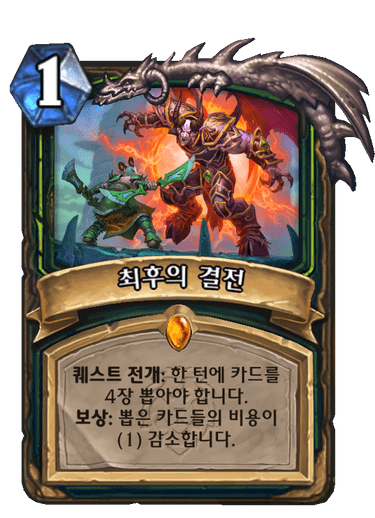 1
최후의 결전
퀘스트 전개: 한 턴에 카드를
4장 뽑아야 합니다.
보상: 뽑은 카드들의 비용이
(1) 감소합니다.